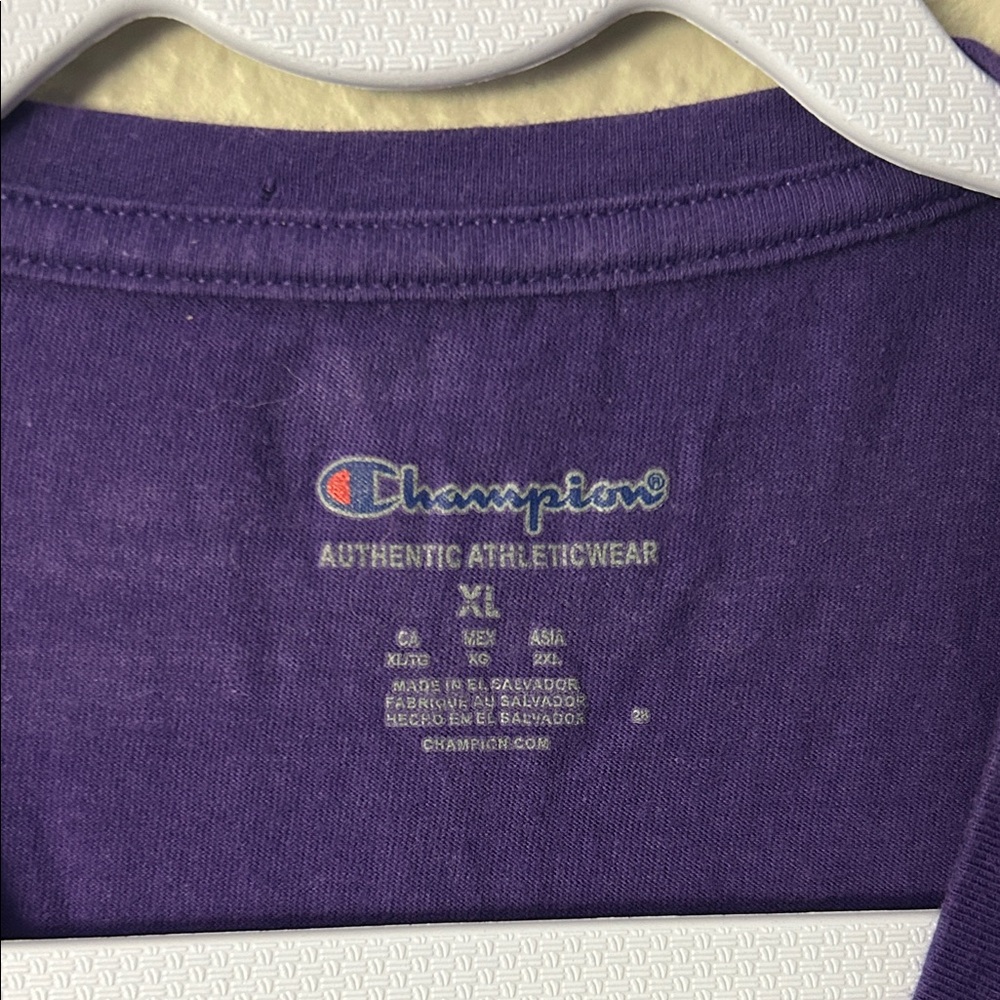 Champion®
AUTHENTIC ATHLETICWEAR
XL
CA MEX ASIA
XL/TG XG 2XL
MADE IN EL SALVADOR
FABRIQUE AU SALVADOR
HECHO EN EL SALVADOR
28
CHAMPION.COM